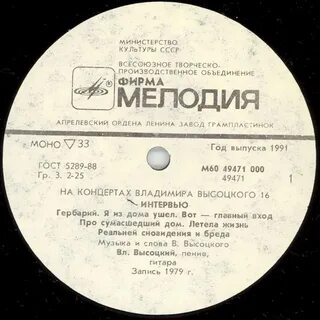 МИНИСТЕРСТВО
КУЛЬТУРЫ СССР
ВСЕСОЮЗНОЕ ТВОРЧЕСКО-
ПРОИЗВОДСТВЕННОЕ ОБЪЕДИНЕНИЕ
ФИРМА
МЕЛОДИЯ
АПРЕЛЕВСКИЙ ОРДЕНА ЛЕНИНА ЗАВОД ГРАМПЛАСТИНОК
МОНО ▽ 33
Год выпуска 1991
ГОСТ 5289-88
М60 49471 000
Гр. 3. 2-25
49471
1
НА КОНЦЕРТАХ ВЛАДИМИРА ВЫСОЦКОГО 16
ИНТЕРВЬЮ
Гербарий. Я из дома ушел. Вот — главный вход
Про сумасшедший дом. Летела жизнь
Реальней сновидения и бреда
Музыка и слова В. Высоцкого
Вл. Высоцкий, пение,
гитара
Запись 1979 г.